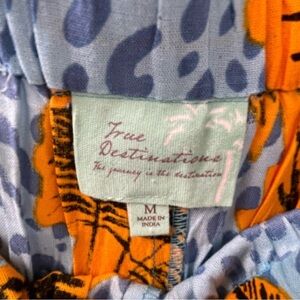 True
Destinations
The journey is the destination
M
MADE IN
INDIA